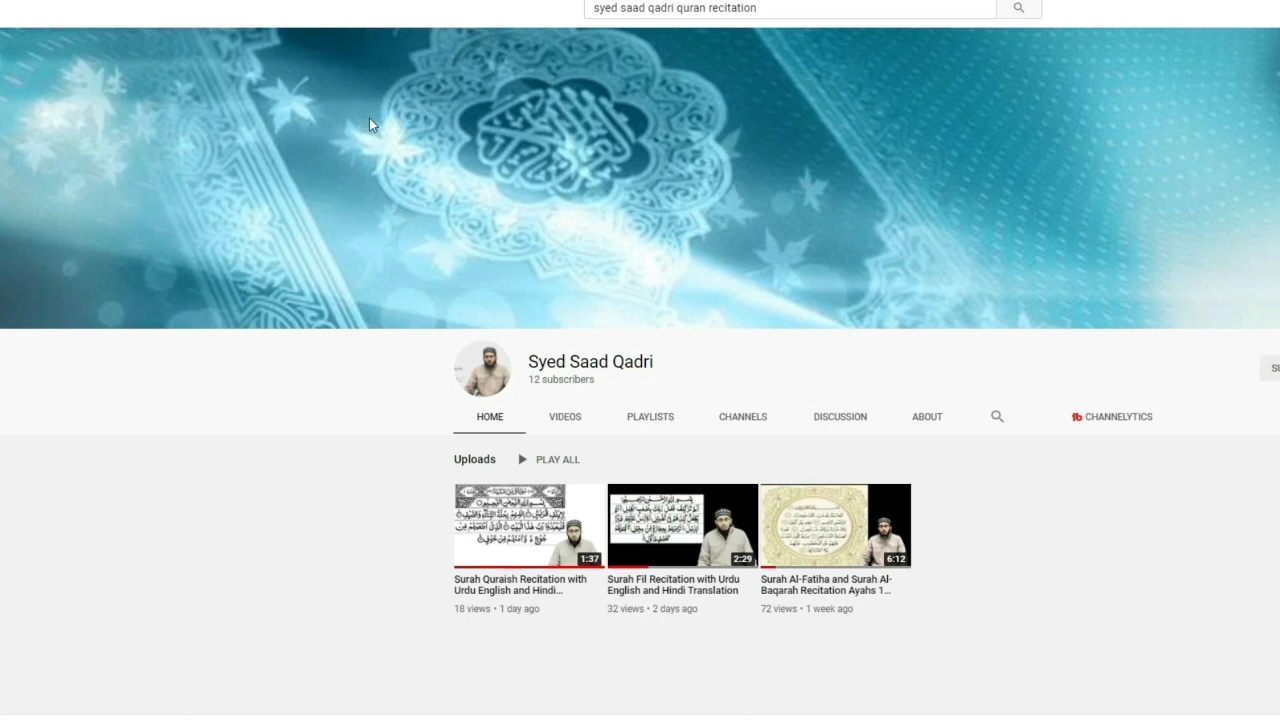 syed saad qadri quran recitation
Syed Saad Qadri
12 subscribers
SU
HOME VIDEOS PLAYLISTS CHANNELS DISCUSSION ABOUT CHANNELYTICS
Uploads PLAY ALL
1:37 2:29 6:12
Surah Quraish Recitation with
Urdu English and Hindi...
18 views • 1 day ago
Surah Fil Recitation with Urdu
English and Hindi Translation
32 views • 2 days ago
Surah Al-Fatiha and Surah Al-
Baqarah Recitation Ayahs 1...
72 views • 1 week ago